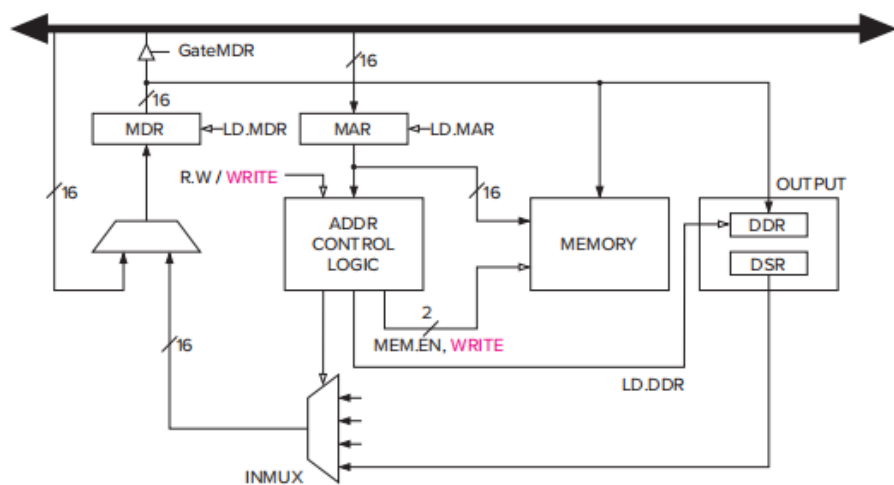 GateMDR
16
16
MDR
LD.MDR
MAR
LD.MAR
R.W / WRITE
16
16
OUTPUT
ADDR
CONTROL
LOGIC
MEMORY
DDR
DSR
2
MEM.EN, WRITE
16
LD.DDR
INMUX